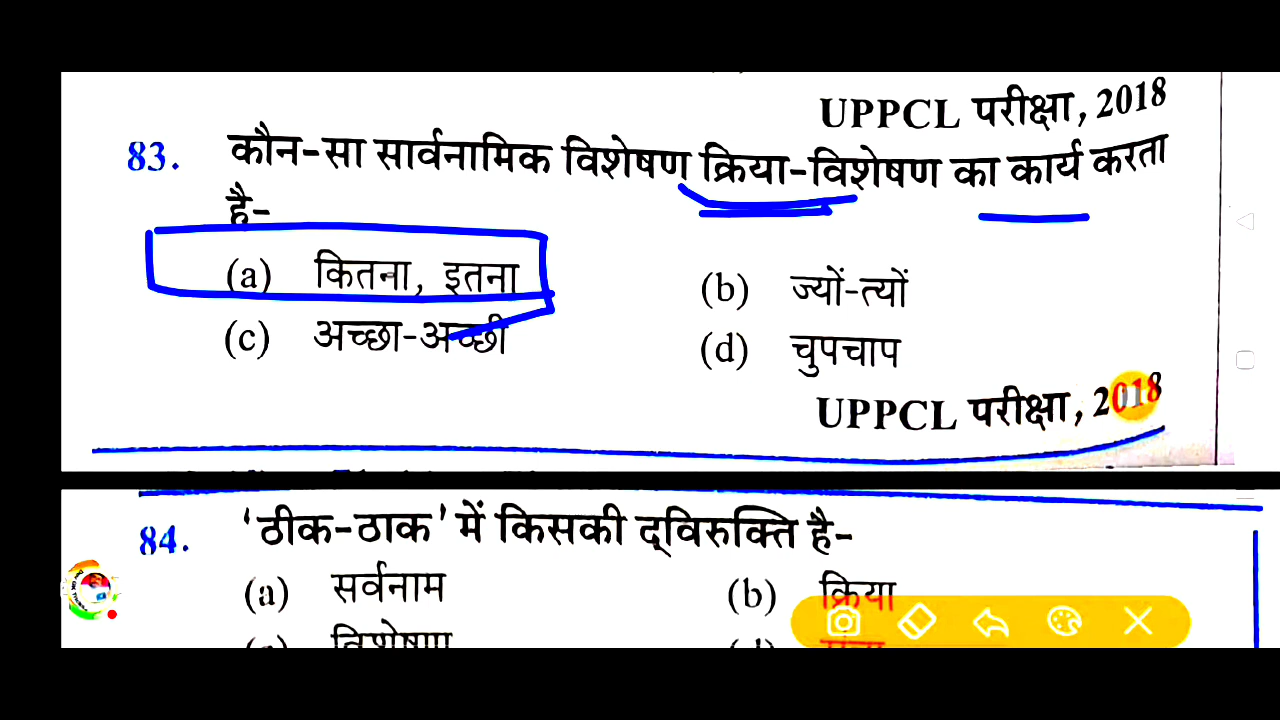 UPPCL परीक्षा, 2018
83. कौन-सा सार्वनामिक विशेषण क्रिया-विशेषण का कार्य करता
है-
(a) कितना, इतना
(b) ज्यों-त्यों
(c) अच्छा-अच्छी
(d) चुपचाप
UPPCL परीक्षा, 2018
84. 'ठीक-ठाक' में किसकी द्विरुक्ति है-
(a) सर्वनाम
(b) क्रिया
विशेषण